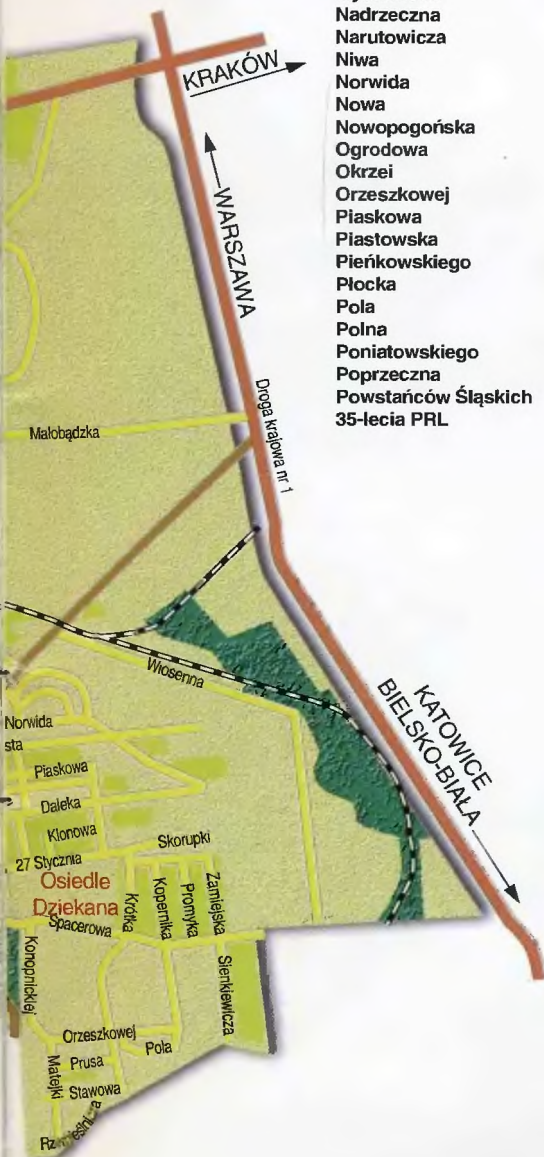 Nadrzeczna
Narutowicza
Niwa
Norwida
Nowa
Nowopogońska
Ogrodowa
Okrzei
Orzeszkowej
Piaskowa
Piastowska
Pieńkowskiego
Płocka
Pola
Polna
Poniatowskiego
Poprzeczna
Powstańców Śląskich
35-lecia PRL
KRAKÓW
WARSZAWA
Droga krajowa nr 1
Małobądzka
Wiosenna
KATOWICE
BIELSKO-BIAŁA
Norwida
sta
Piaskowa
Daleka
Klonowa
27 Stycznia
Skorupki
Osiedle
Dziekana
Krótka
Kopernika
Promyka
Zamiejska
Spacerowa
Konopnickiej
Sienkiewicza
Orzeszkowej
Pola
Matejki
Prusa
Stawowa